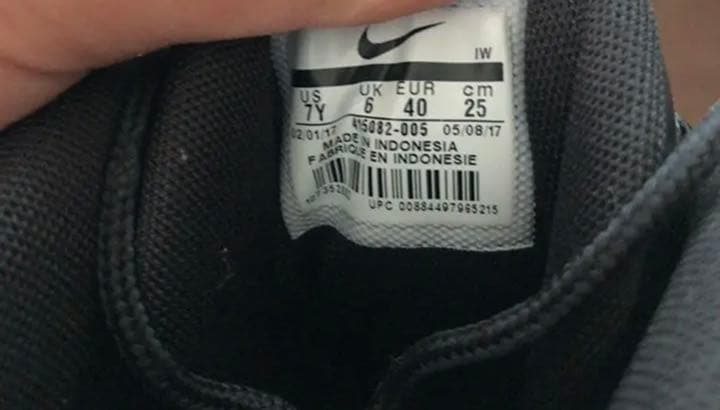 IW
US UK EUR cm
7Y 6 40 25
02/01/17 415082-005 05/08/17
MADE IN INDONESIA
FABRIQUE EN INDONESIE
UPC 00884497965215